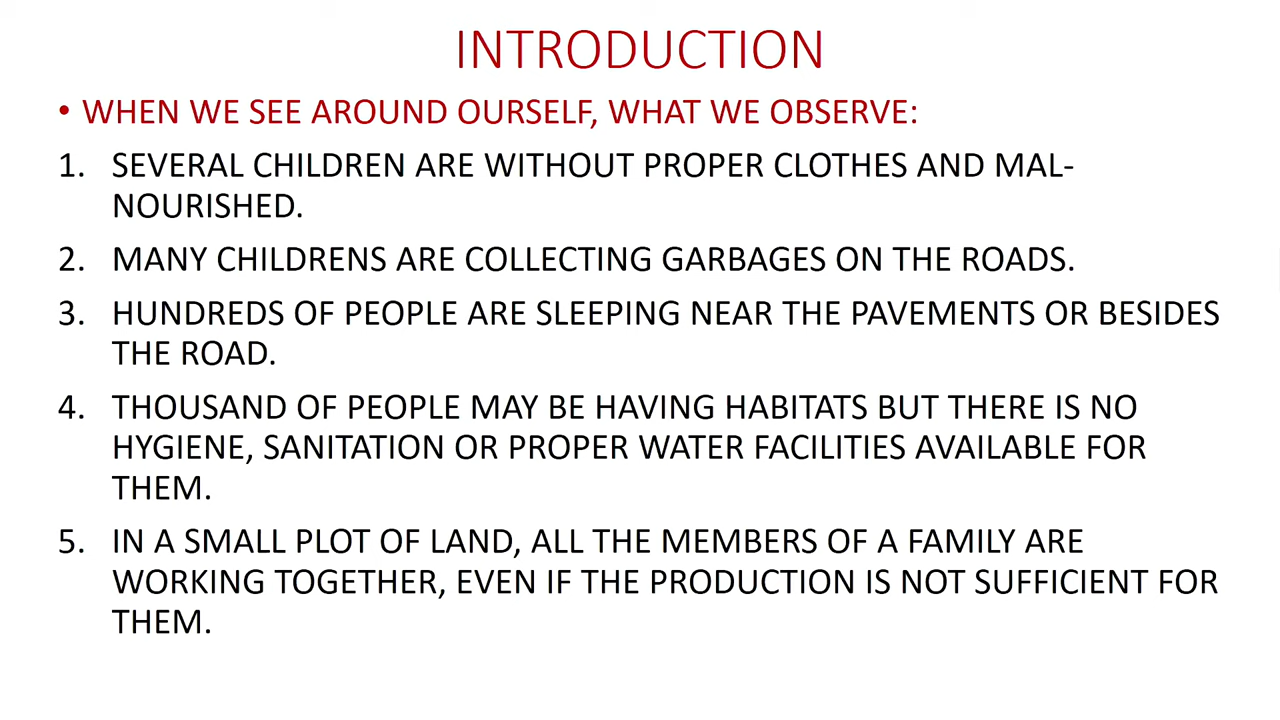 INTRODUCTION
• WHEN WE SEE AROUND OURSELF, WHAT WE OBSERVE:
1. SEVERAL CHILDREN ARE WITHOUT PROPER CLOTHES AND MAL-
NOURISHED.
2. MANY CHILDRENS ARE COLLECTING GARBAGES ON THE ROADS.
3. HUNDREDS OF PEOPLE ARE SLEEPING NEAR THE PAVEMENTS OR BESIDES
THE ROAD.
4. THOUSAND OF PEOPLE MAY BE HAVING HABITATS BUT THERE IS NO
HYGIENE, SANITATION OR PROPER WATER FACILITIES AVAILABLE FOR
THEM.
5. IN A SMALL PLOT OF LAND, ALL THE MEMBERS OF A FAMILY ARE
WORKING TOGETHER, EVEN IF THE PRODUCTION IS NOT SUFFICIENT FOR
THEM.